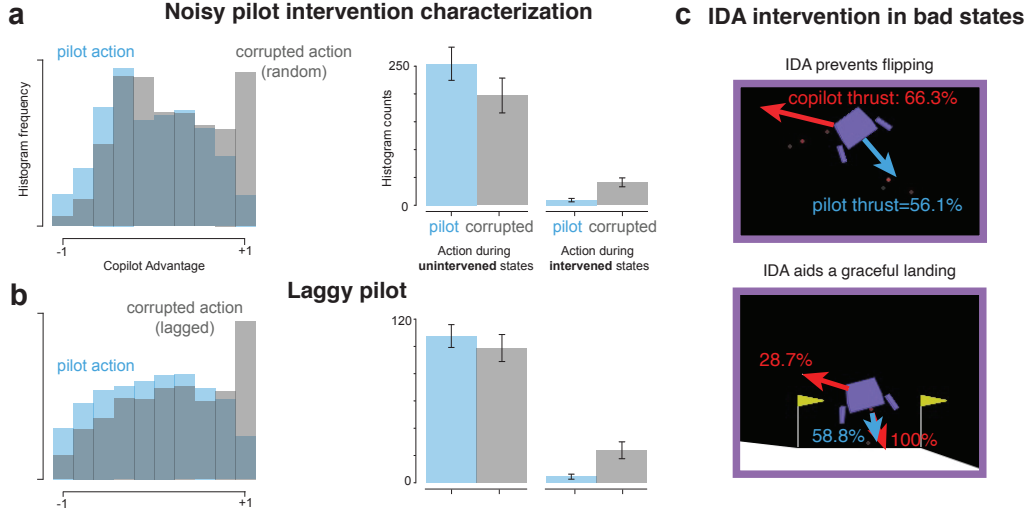 a
Noisy pilot intervention characterization
pilot action
corrupted action
(random)
Histogram frequency
-1
+1
Copilot Advantage
Histogram counts
250
0
pilot corrupted
pilot corrupted
Action during
unintervened states
Action during
intervened states
b
Laggy pilot
corrupted action
(lagged)
pilot action
-1
+1
120
0
c IDA intervention in bad states
IDA prevents flipping
copilot thrust: 66.3%
pilot thrust=56.1%
IDA aids a graceful landing
28.7%
58.8%
100%